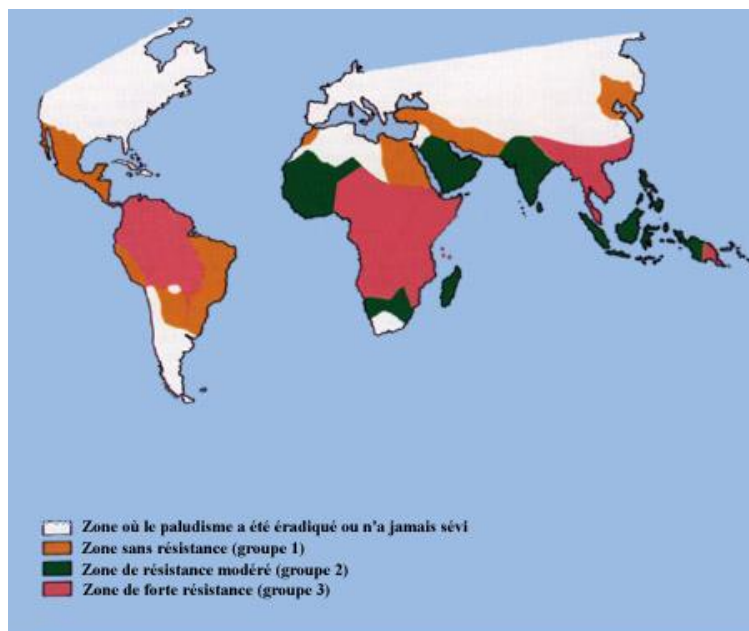 Zone où le paludisme a été éradiqué ou n'a jamais sévi
Zone sans résistance (groupe 1)
Zone de résistance modéré (groupe 2)
Zone de forte résistance (groupe 3)